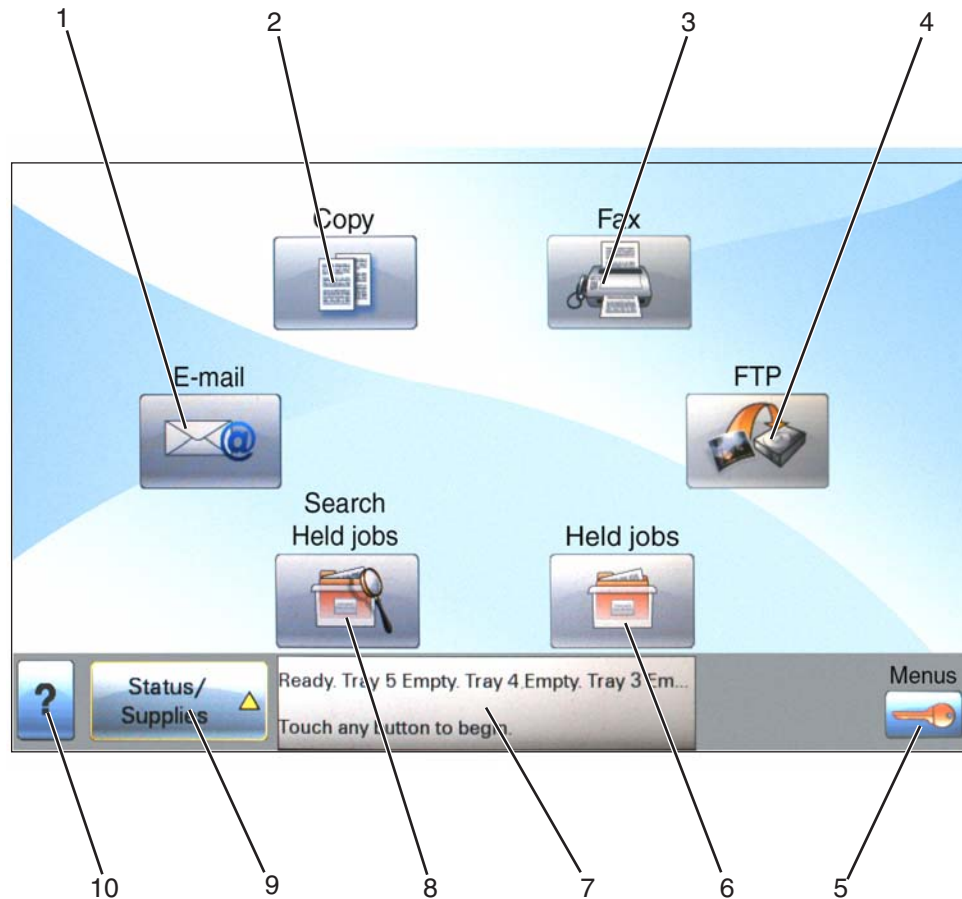 1
2
3
4
Copy
Fax
E-mail
@
FTP
Search
Held jobs
Held jobs
?
Status/
Supplies
Ready. Tray 5 Empty. Tray 4 Empty. Tray 3 Em...
Touch any button to begin.
Menus
10
9
8
7
6
5